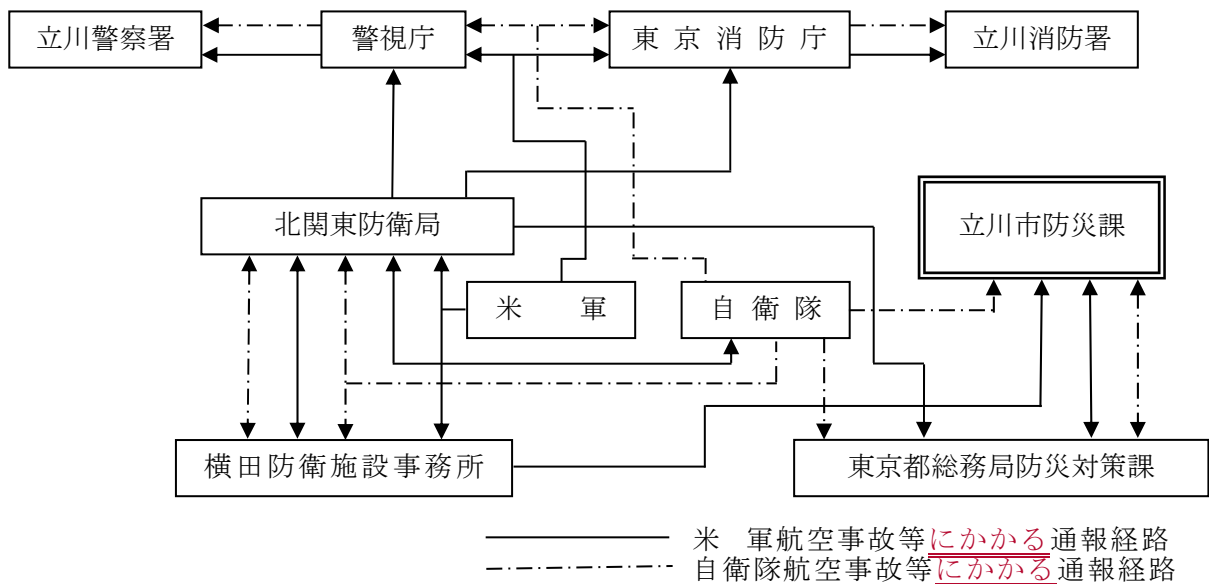 立川警察署
警視庁
東京消防庁
立川消防署
北関東防衛局
立川市防災課
米 軍
自衛隊
横田防衛施設事務所
東京都総務局防災対策課
米 軍航空事故等にかかる通報経路
自衛隊航空事故等にかかる通報経路